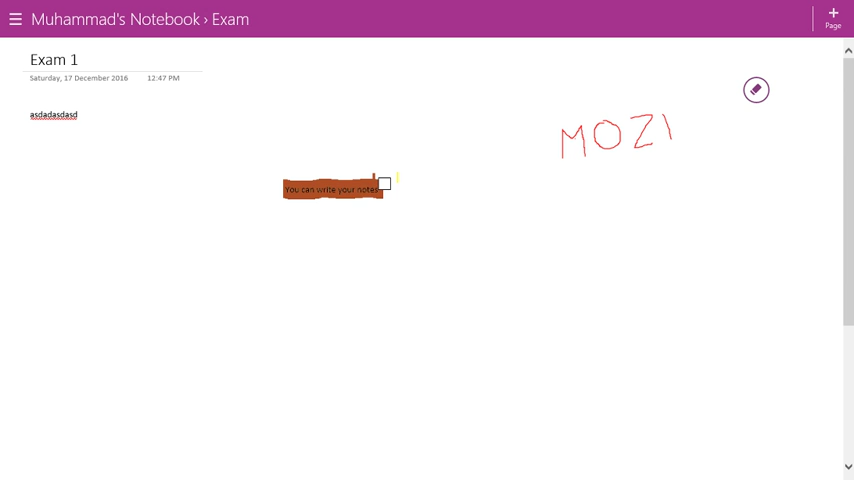 Muhammad's Notebook › Exam
Page
Exam 1
Saturday, 17 December 2016 12:47 PM
asdadasdasd
MOZI
You can write your notes